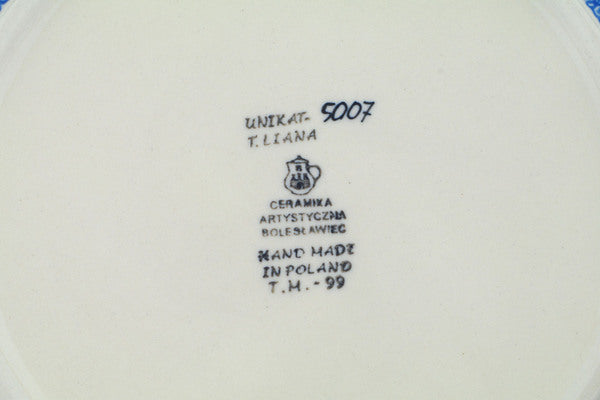 UNIKAT- 5007
T. LIANA
CERAMIKA
ARTYSTYCZNA
BOLESŁAWIEC
HAND MADE
IN POLAND
T.M. - 99